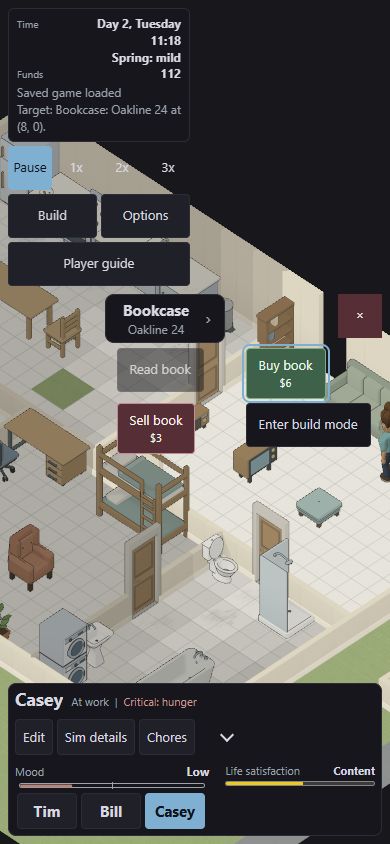 Time Day 2, Tuesday
11:18
Spring: mild
Funds 112
Saved game loaded
Target: Bookcase: Oakline 24 at
(8, 0).
Pause 1x 2x 3x
Build Options
Player guide
Bookcase
Oakline 24 ›
×
Read book
Buy book
$6
Sell book
$3
Enter build mode
Casey At work | Critical: hunger
Edit Sim details Chores
Mood Low Life satisfaction Content
Tim Bill Casey